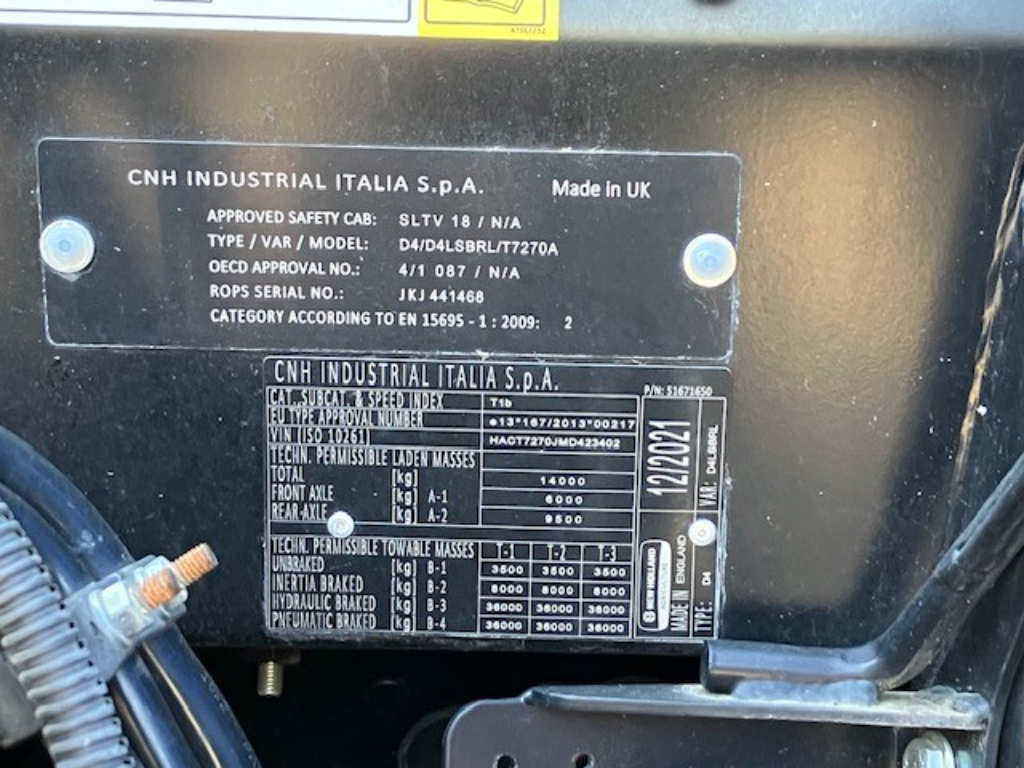 47567752
CNH INDUSTRIAL ITALIA S.p.A. Made in UK
APPROVED SAFETY CAB: SLTV 18 / N/A
TYPE / VAR / MODEL: D4/D4LSBRL/T7270A
OECD APPROVAL NO.: 4/1 087 / N/A
ROPS SERIAL NO.: JKJ 441468
CATEGORY ACCORDING TO EN 15695 - 1 : 2009: 2
CNH INDUSTRIAL ITALIA S.p.A.
P/N: 51671650
CAT., SUBCAT. & SPEED INDEX T1b
EU TYPE APPROVAL NUMBER e13*167/2013*00217
VIN (ISO 10261) HACT7270JMD423402
TECHN. PERMISSIBLE LADEN MASSES
TOTAL [kg] 14000
FRONT AXLE [kg] A-1 6000
REAR AXLE [kg] A-2 9500
TECHN. PERMISSIBLE TOWABLE MASSES T-1 T-2 T-3
UNBRAKED [kg] B-1 3500 3500 3500
INERTIA BRAKED [kg] B-2 8000 8000 8000
HYDRAULIC BRAKED [kg] B-3 36000 36000 36000
PNEUMATIC BRAKED [kg] B-4 36000 36000 36000
12/2021
VAR: D4LSBRL
NEW HOLLAND
AGRICULTURE
MADE IN ENGLAND
TYPE: D4